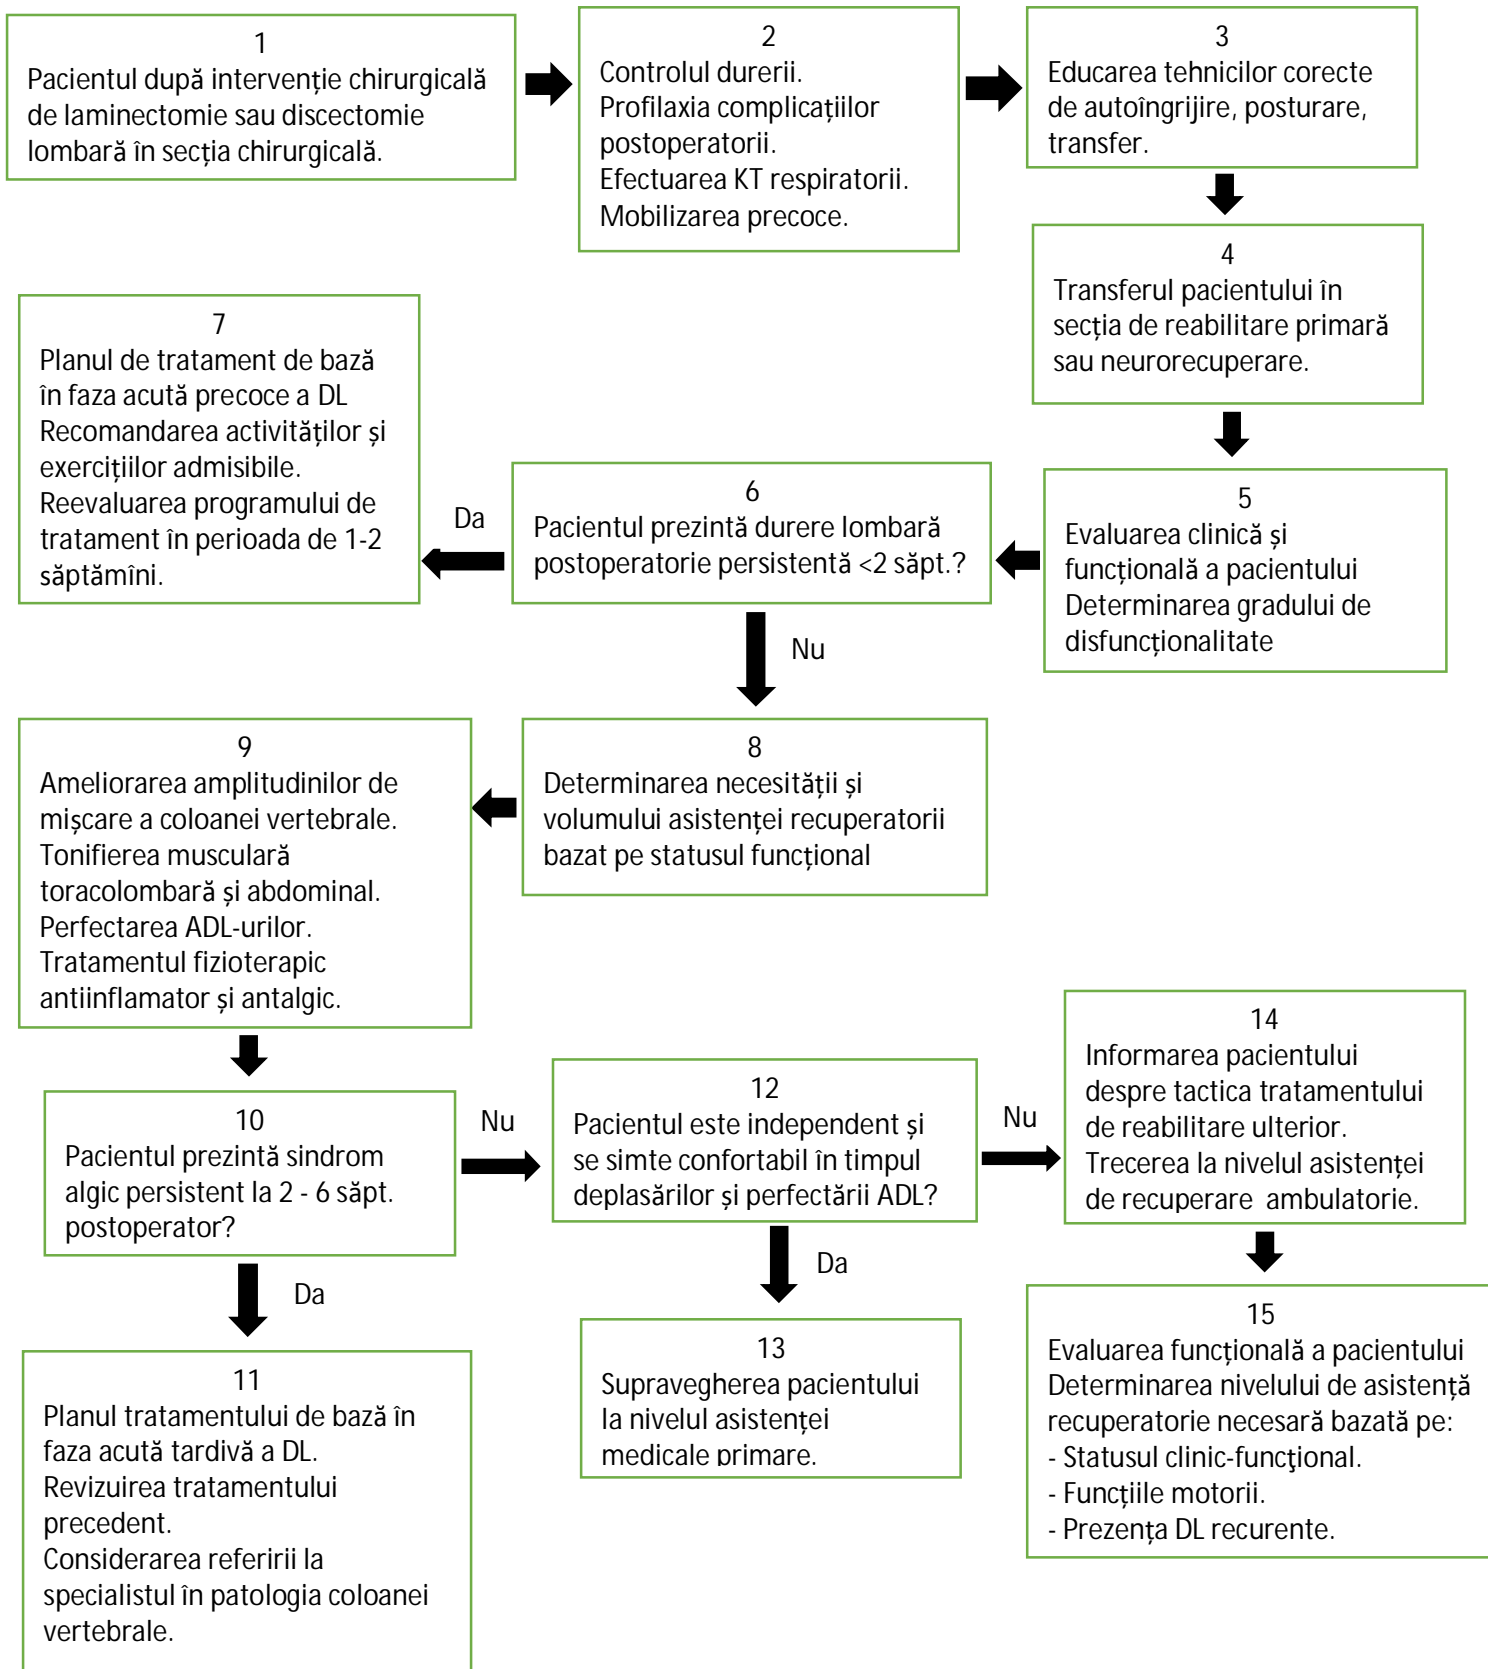 1
Pacientul după intervenție chirurgicală
de laminectomie sau discectomie
lombară în secția chirurgicală.
2
Controlul durerii.
Profilaxia complicațiilor
postoperatorii.
Efectuarea KT respiratorii.
Mobilizarea precoce.
3
Educarea tehnicilor corecte
de autoîngrijire, posturare,
transfer.
4
Transferul pacientului în
secția de reabilitare primară
sau neurorecuperare.
5
Evaluarea clinică și
funcțională a pacientului
Determinarea gradului de
disfuncționalitate
6
Pacientul prezintă durere lombară
postoperatorie persistentă <2 săpt.?
Da
Nu
7
Planul de tratament de bază
în faza acută precoce a DL
Recomandarea activităților și
exercițiilor admisibile.
Reevaluarea programului de
tratament în perioada de 1-2
săptămîni.
8
Determinarea necesității și
volumului asistenței recuperatorii
bazat pe statusul funcțional
9
Ameliorarea amplitudinilor de
mișcare a coloanei vertebrale.
Tonifierea musculară
toracolombară și abdominal.
Perfectarea ADL-urilor.
Tratamentul fizioterapic
antiinflamator și antalgic.
10
Pacientul prezintă sindrom
algic persistent la 2 - 6 săpt.
postoperator?
Nu
Da
11
Planul tratamentului de bază în
faza acută tardivă a DL.
Revizuirea tratamentului
precedent.
Considerarea referirii la
specialistul în patologia coloanei
vertebrale.
12
Pacientul este independent și
se simte confortabil în timpul
deplasărilor și perfectării ADL?
Nu
Da
13
Supravegherea pacientului
la nivelul asistenței
medicale primare.
14
Informarea pacientului
despre tactica tratamentului
de reabilitare ulterior.
Trecerea la nivelul asistenței
de recuperare ambulatorie.
15
Evaluarea funcțională a pacientului
Determinarea nivelului de asistență
recuperatorie necesară bazată pe:
- Statusul clinic-funcţional.
- Funcțiile motorii.
- Prezența DL recurente.